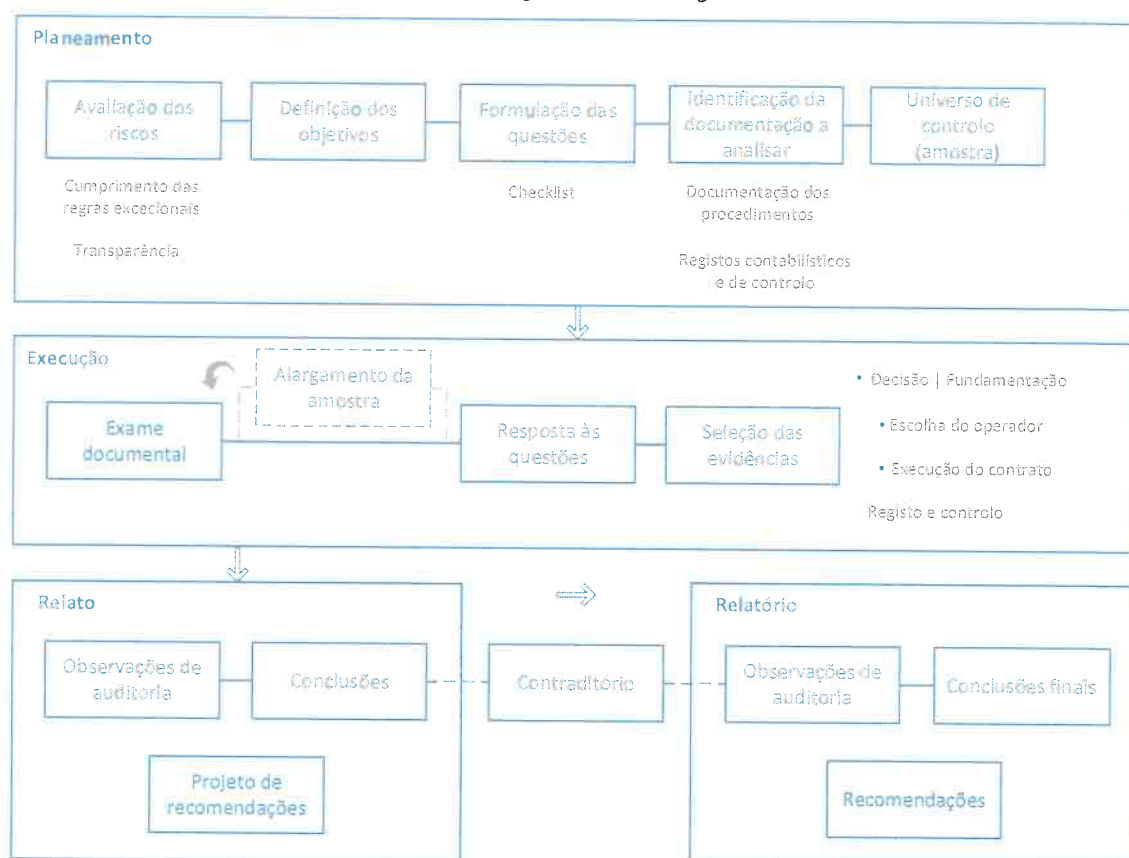 Planeamento
Avaliação dos
riscos
Definição dos
objetivos
Formulação das
questões
Identificação da
documentação a
analisar
Universo de
controlo
(amostra)
Cumprimento das
regras excecionais
Transparência
Checklist
Documentação dos
procedimentos
Registos contabilísticos
e de controlo
Execução
Alargamento da
amostra
Exame
documental
Resposta às
questões
Seleção das
evidências
• Decisão | Fundamentação
• Escolha do operador
• Execução do contrato
Registo e controlo
Relato
Observações de
auditoria
Conclusões
Projeto de
recomendações
Contraditório
Relatório
Observações de
auditoria
Conclusões finais
Recomendações